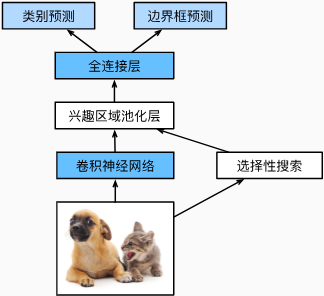 类别预测
边界框预测
全连接层
兴趣区域池化层
卷积神经网络
选择性搜索